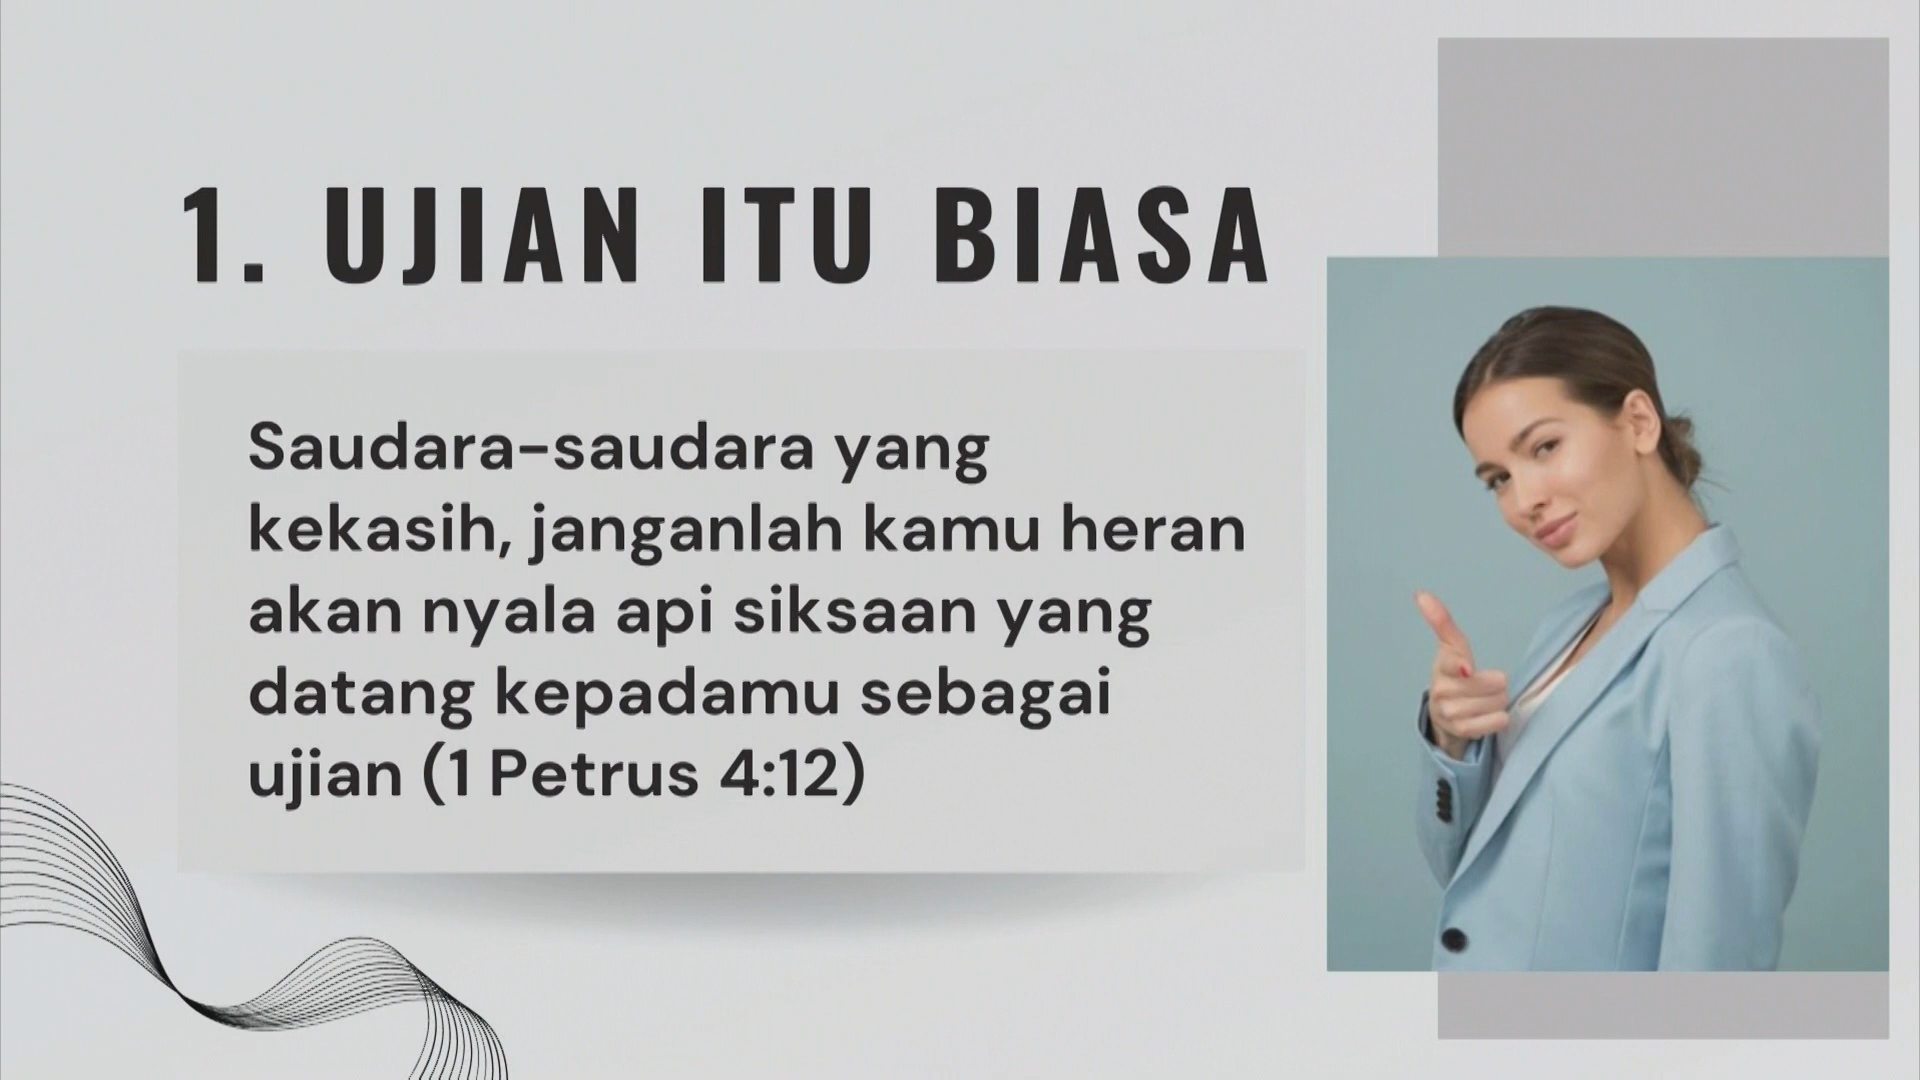 1. UJIAN ITU BIASA
Saudara-saudara yang
kekasih, janganlah kamu heran
akan nyala api siksaan yang
datang kepadamu sebagai
ujian (1 Petrus 4:12)